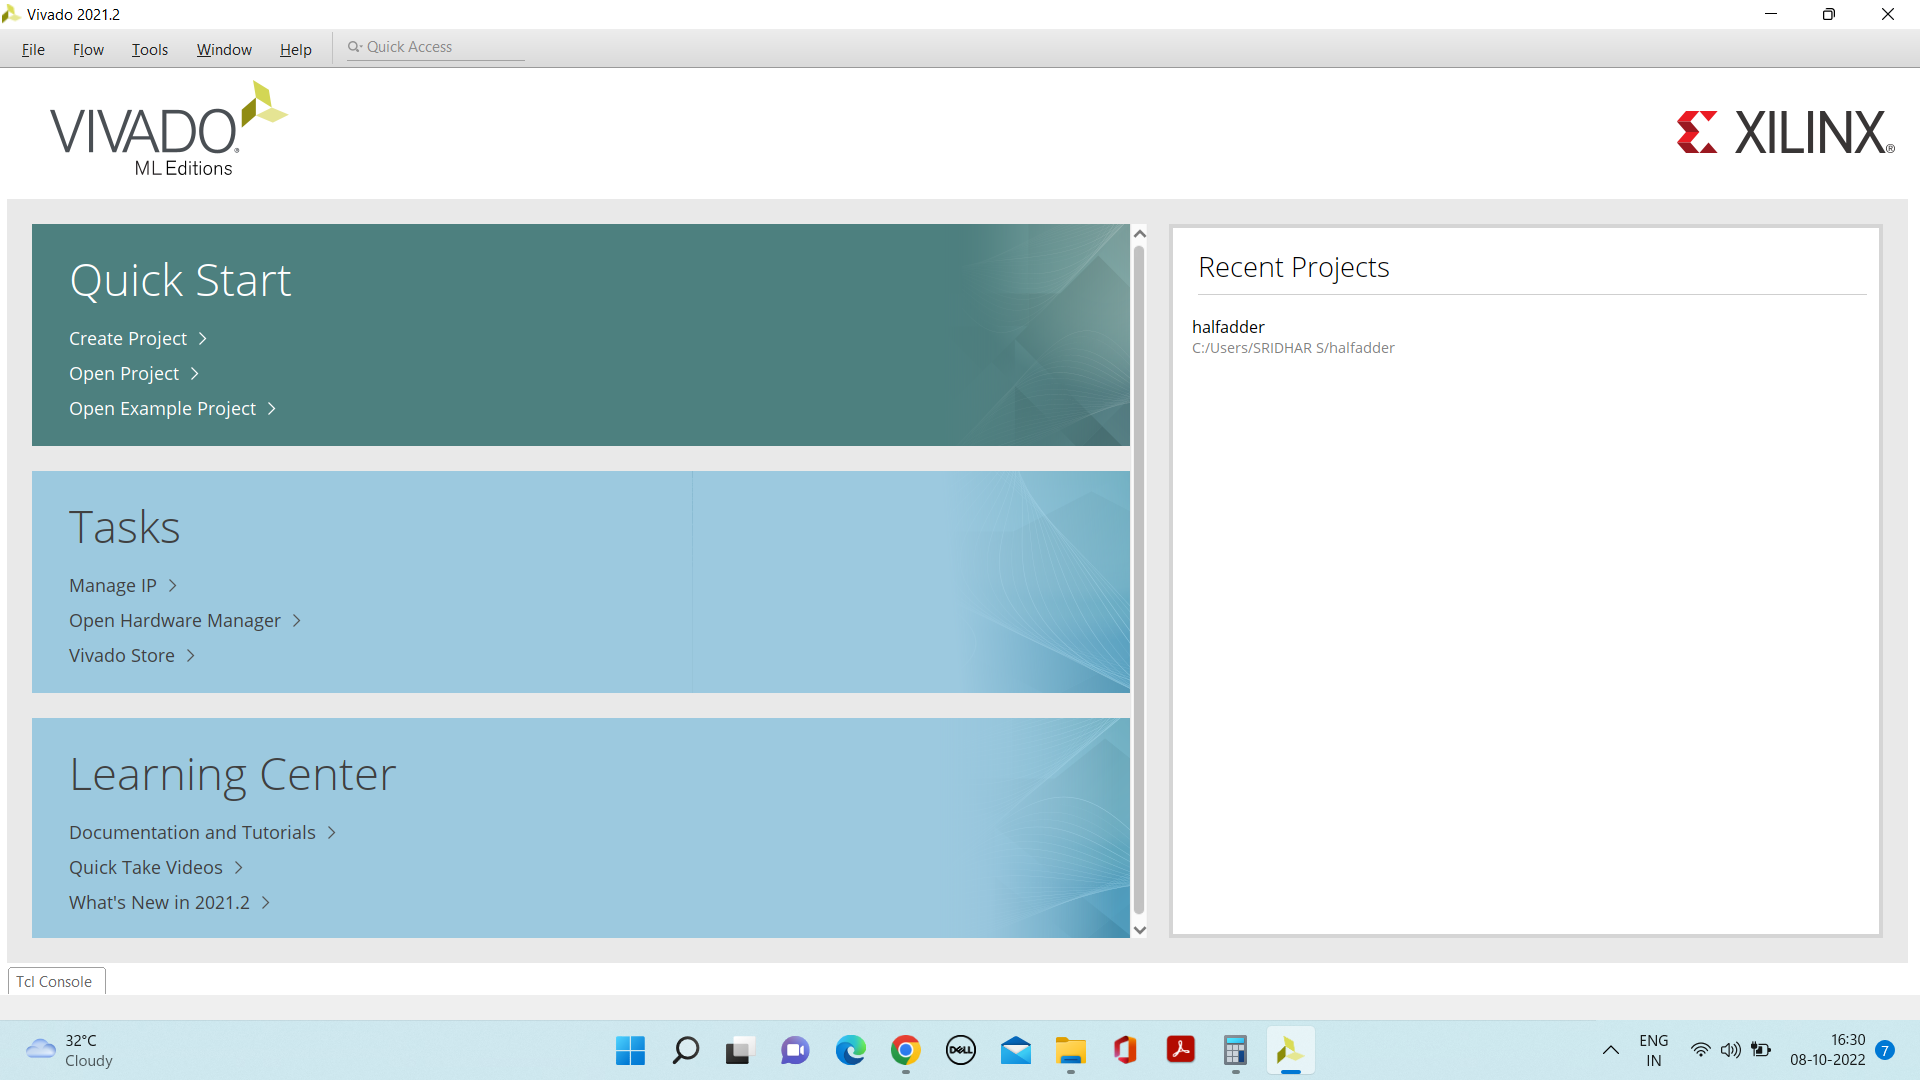 Vivado 2021.2
File Flow Tools Window Help Quick Access
VIVADO®
ML Editions
XILINX®
Quick Start
Create Project
Open Project
Open Example Project
Tasks
Manage IP
Open Hardware Manager
Vivado Store
Learning Center
Documentation and Tutorials
Quick Take Videos
What's New in 2021.2
Recent Projects
halfadder
C:/Users/SRIDHAR S/halfadder
Tcl Console
32°C
Cloudy
DELL
ENG
IN
16:30
08-10-2022
7